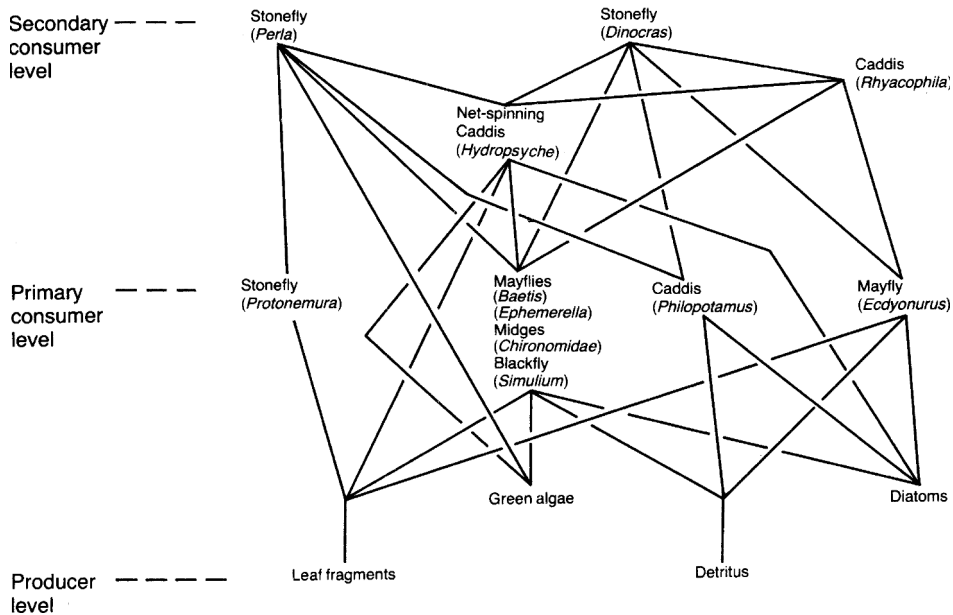 Secondary
consumer
level
Stonefly
(Perla)
Stonefly
(Dinocras)
Caddis
(Rhyacophila)
Net-spinning
Caddis
(Hydropsyche)
Primary
consumer
level
Stonefly
(Protonemura)
Mayflies
(Baetis)
(Ephemerella)
Midges
(Chironomidae)
Blackfly
(Simulium)
Caddis
(Philopotamus)
Mayfly
(Ecdyonurus)
Green algae
Diatoms
Leaf fragments
Detritus
Producer
level